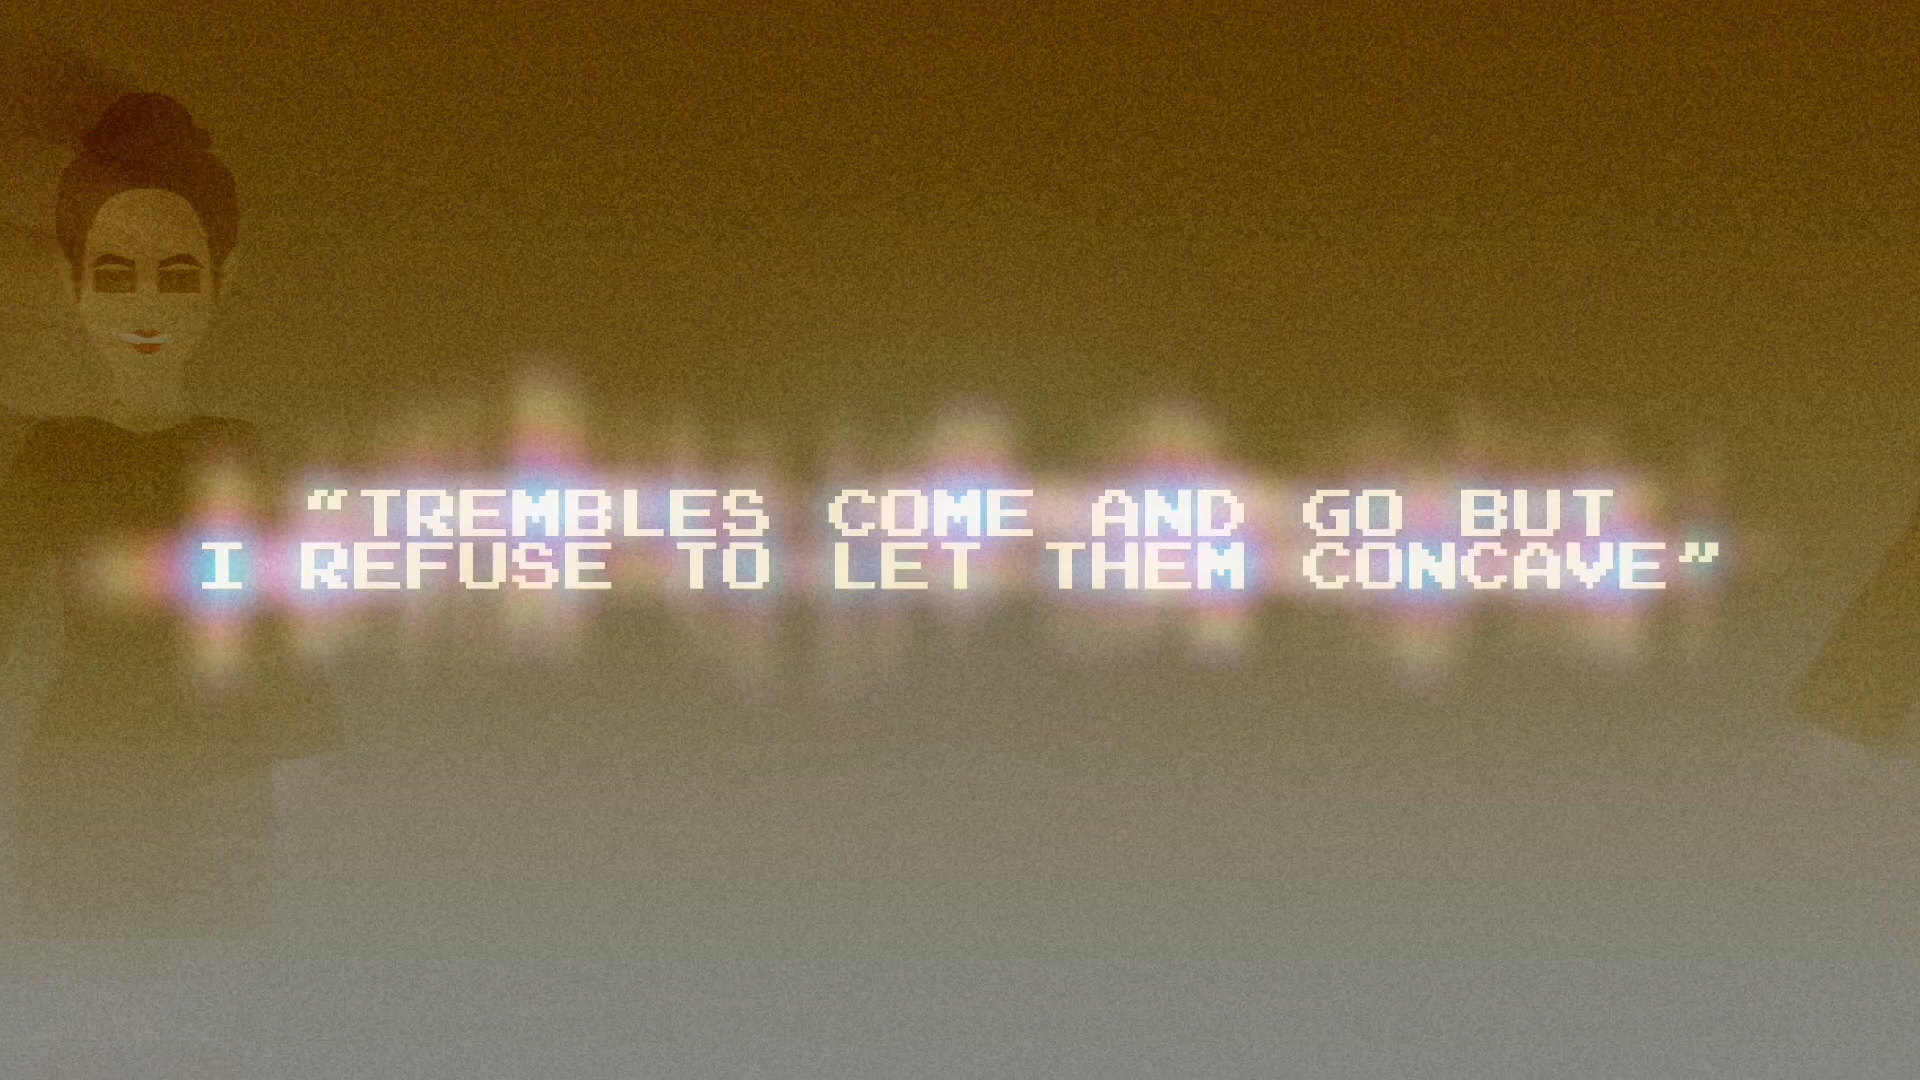 “TREMBLES COME AND GO BUT
I REFUSE TO LET THEM CONCAVE”